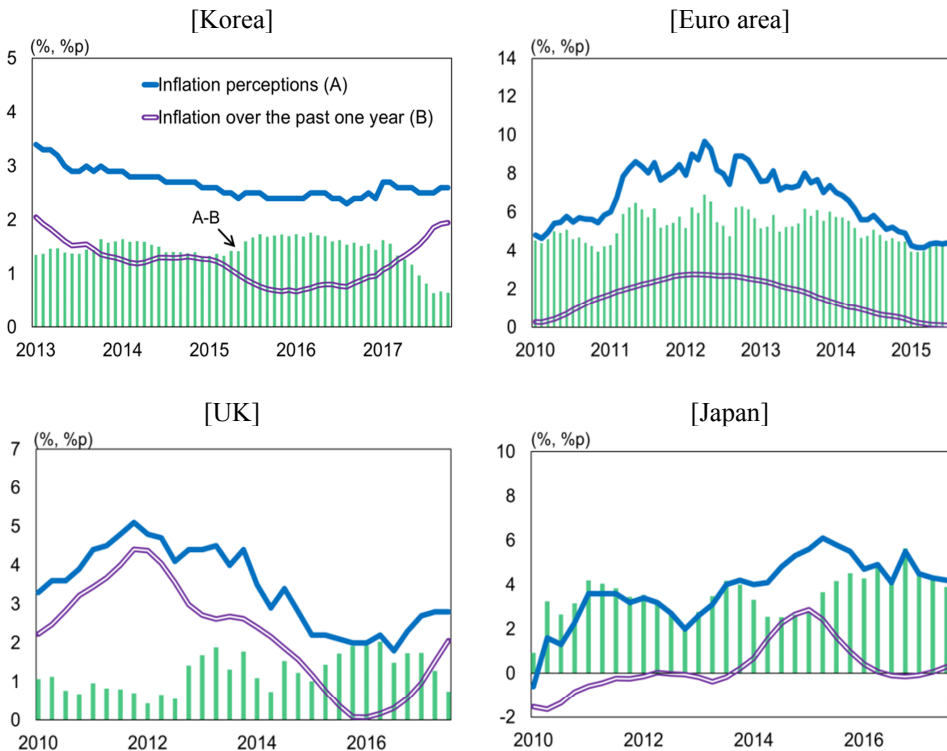 [Korea]
(%, %p)
5
4
3
2
1
0
Inflation perceptions (A)
Inflation over the past one year (B)
A-B
2013 2014 2015 2016 2017
[Euro area]
(%, %p)
14
12
10
8
6
4
2
0
2010 2011 2012 2013 2014 2015
[UK]
(%, %p)
7
6
5
4
3
2
1
0
2010 2012 2014 2016
[Japan]
(%, %p)
10
8
6
4
2
0
-2
2010 2012 2014 2016